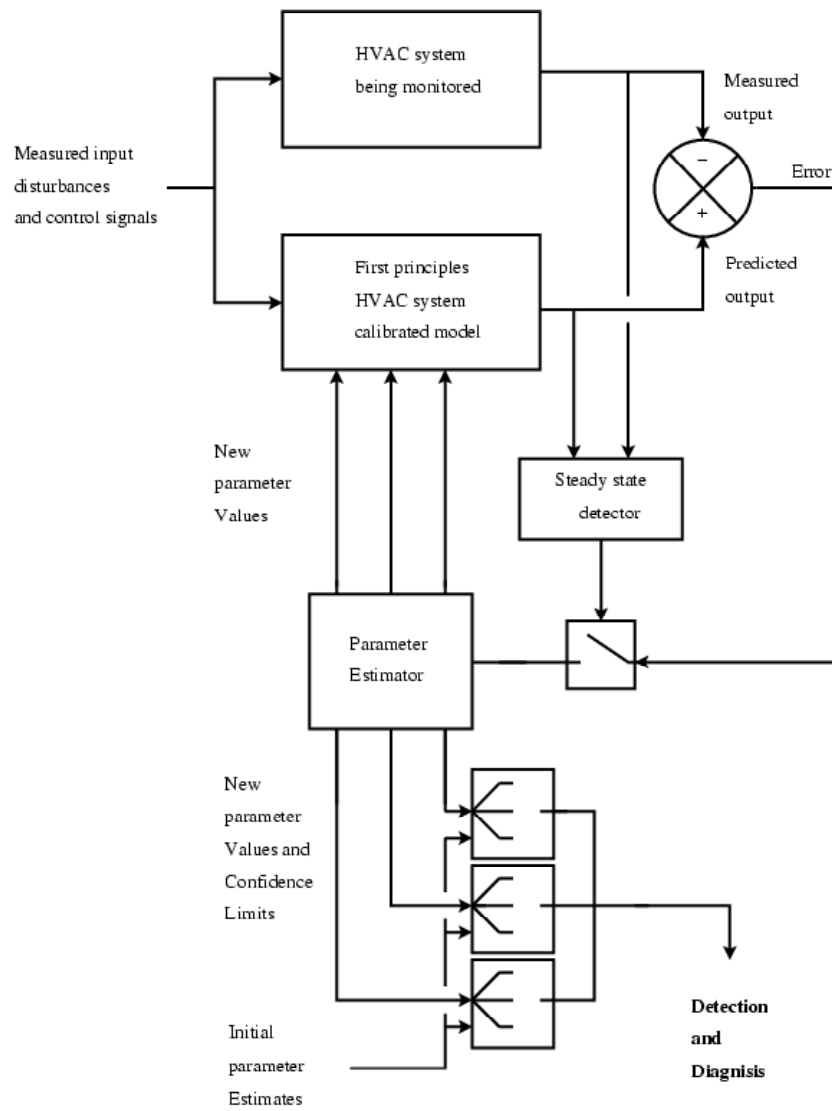 HVAC system
being monitored
Measured
output
Measured input
disturbances
and control signals
−
+
Error
First principles
HVAC system
calibrated model
Predicted
output
New
parameter
Values
Steady state
detector
Parameter
Estimator
New
parameter
Values and
Confidence
Limits
Initial
parameter
Estimates
Detection
and
Diagnisis